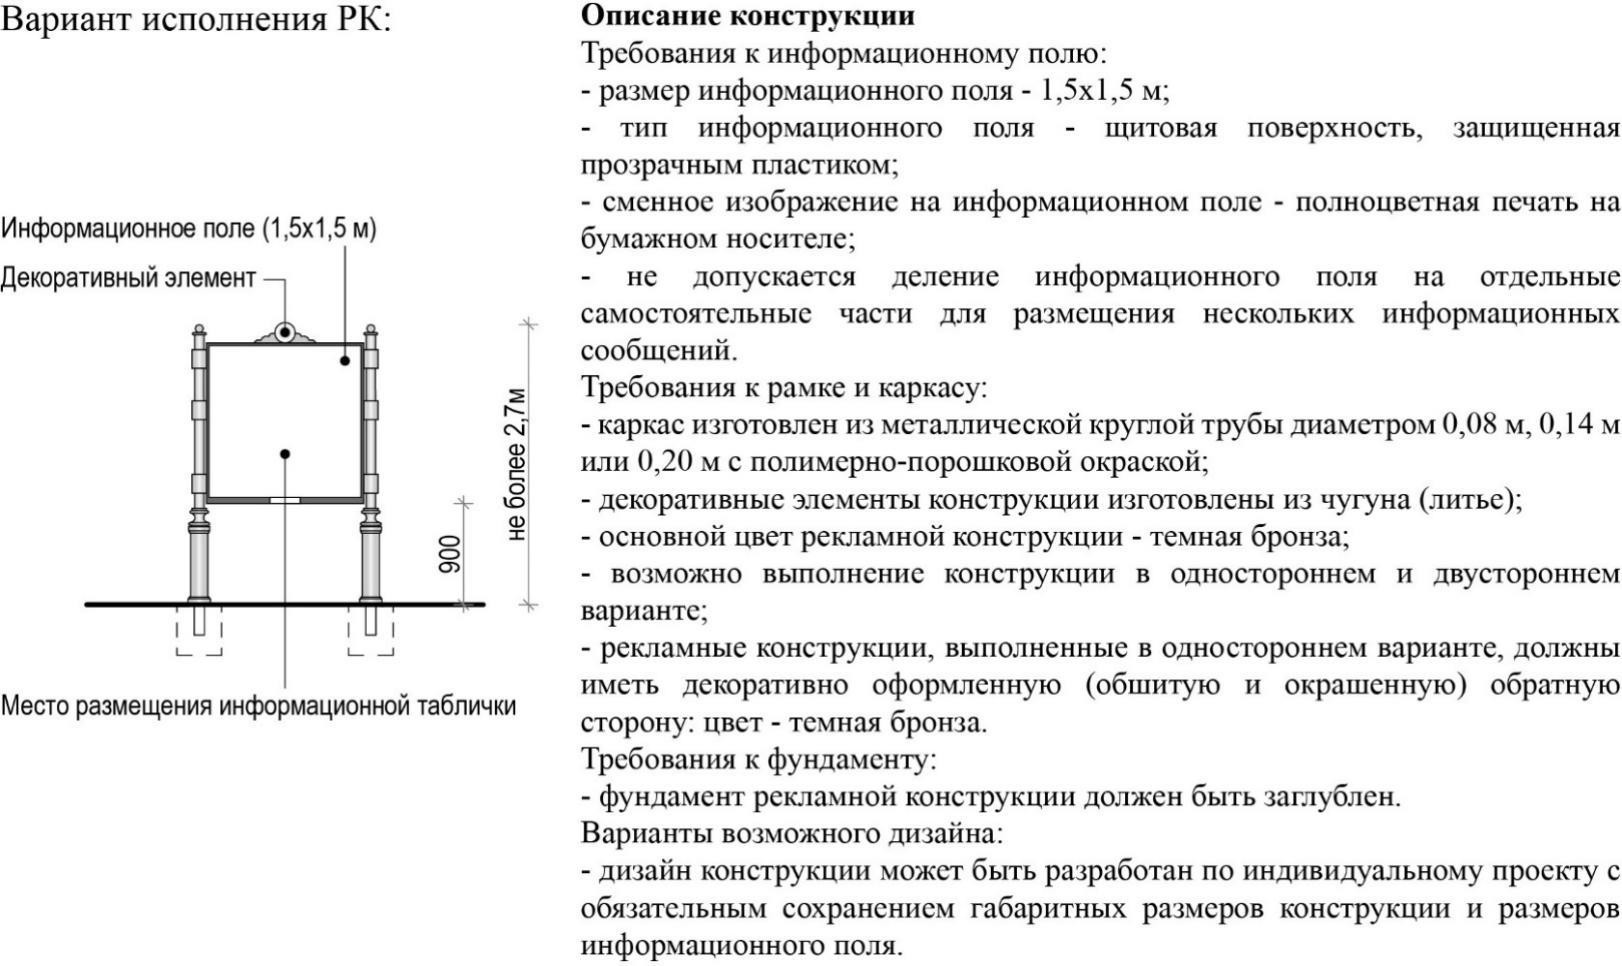 Вариант исполнения РК:
Информационное поле (1,5х1,5 м)
Декоративный элемент
не более 2,7м
900
Место размещения информационной таблички
Описание конструкции
Требования к информационному полю:
- размер информационного поля - 1,5х1,5 м;
- тип информационного поля - щитовая поверхность, защищенная
прозрачным пластиком;
- сменное изображение на информационном поле - полноцветная печать на
бумажном носителе;
- не допускается деление информационного поля на отдельные
самостоятельные части для размещения нескольких информационных
сообщений.
Требования к рамке и каркасу:
- каркас изготовлен из металлической круглой трубы диаметром 0,08 м, 0,14 м
или 0,20 м с полимерно-порошковой окраской;
- декоративные элементы конструкции изготовлены из чугуна (литье);
- основной цвет рекламной конструкции - темная бронза;
- возможно выполнение конструкции в одностороннем и двустороннем
варианте;
- рекламные конструкции, выполненные в одностороннем варианте, должны
иметь декоративно оформленную (обшитую и окрашенную) обратную
сторону: цвет - темная бронза.
Требования к фундаменту:
- фундамент рекламной конструкции должен быть заглублен.
Варианты возможного дизайна:
- дизайн конструкции может быть разработан по индивидуальному проекту с
обязательным сохранением габаритных размеров конструкции и размеров
информационного поля.